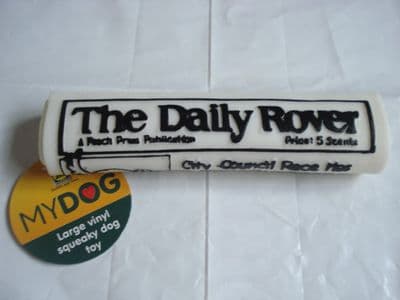 The Daily Rover
A Pooch Press Publication Price: 5 Scents
City Council Race Has
MYDOG
Large vinyl
squeaky dog
toy